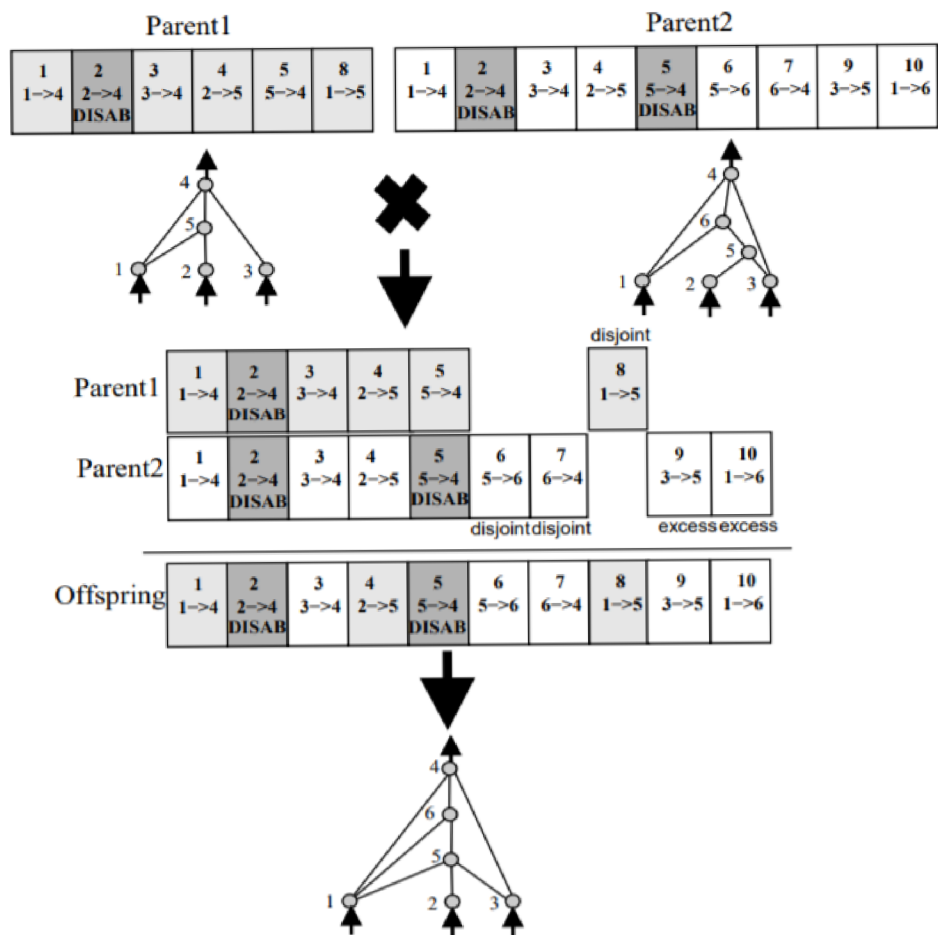 Parent1
Parent2
1 2 3 4 5 8
1->4 2->4 3->4 2->5 5->4 1->5
DISAB
1 2 3 4 5 6 7 9 10
1->4 2->4 3->4 2->5 5->4 5->6 6->4 3->5 1->6
DISAB DISAB
4
5
1 2 3
4
6
5
1 2 3
disjoint
Parent1
1 2 3 4 5 8
1->4 2->4 3->4 2->5 5->4 1->5
DISAB
Parent2
1 2 3 4 5 6 7 9 10
1->4 2->4 3->4 2->5 5->4 5->6 6->4 3->5 1->6
DISAB DISAB
disjoint disjoint excess excess
Offspring
1 2 3 4 5 6 7 8 9 10
1->4 2->4 3->4 2->5 5->4 5->6 6->4 1->5 3->5 1->6
DISAB DISAB
4
6
5
1 2 3